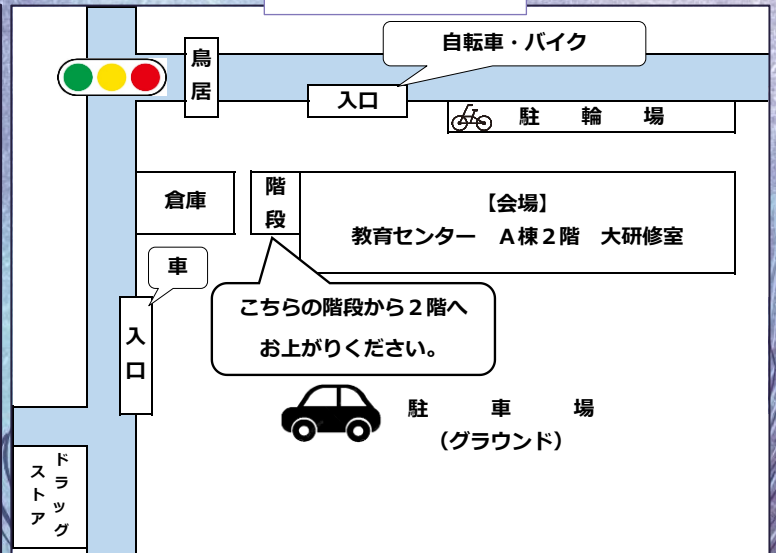 自転車・バイク
鳥居
入口
駐 輪 場
倉庫
階段
【会場】
教育センター A棟2階 大研修室
車
こちらの階段から2階へ
お上がりください。
入口
駐 車 場
(グラウンド)
ドラッグ
ストア